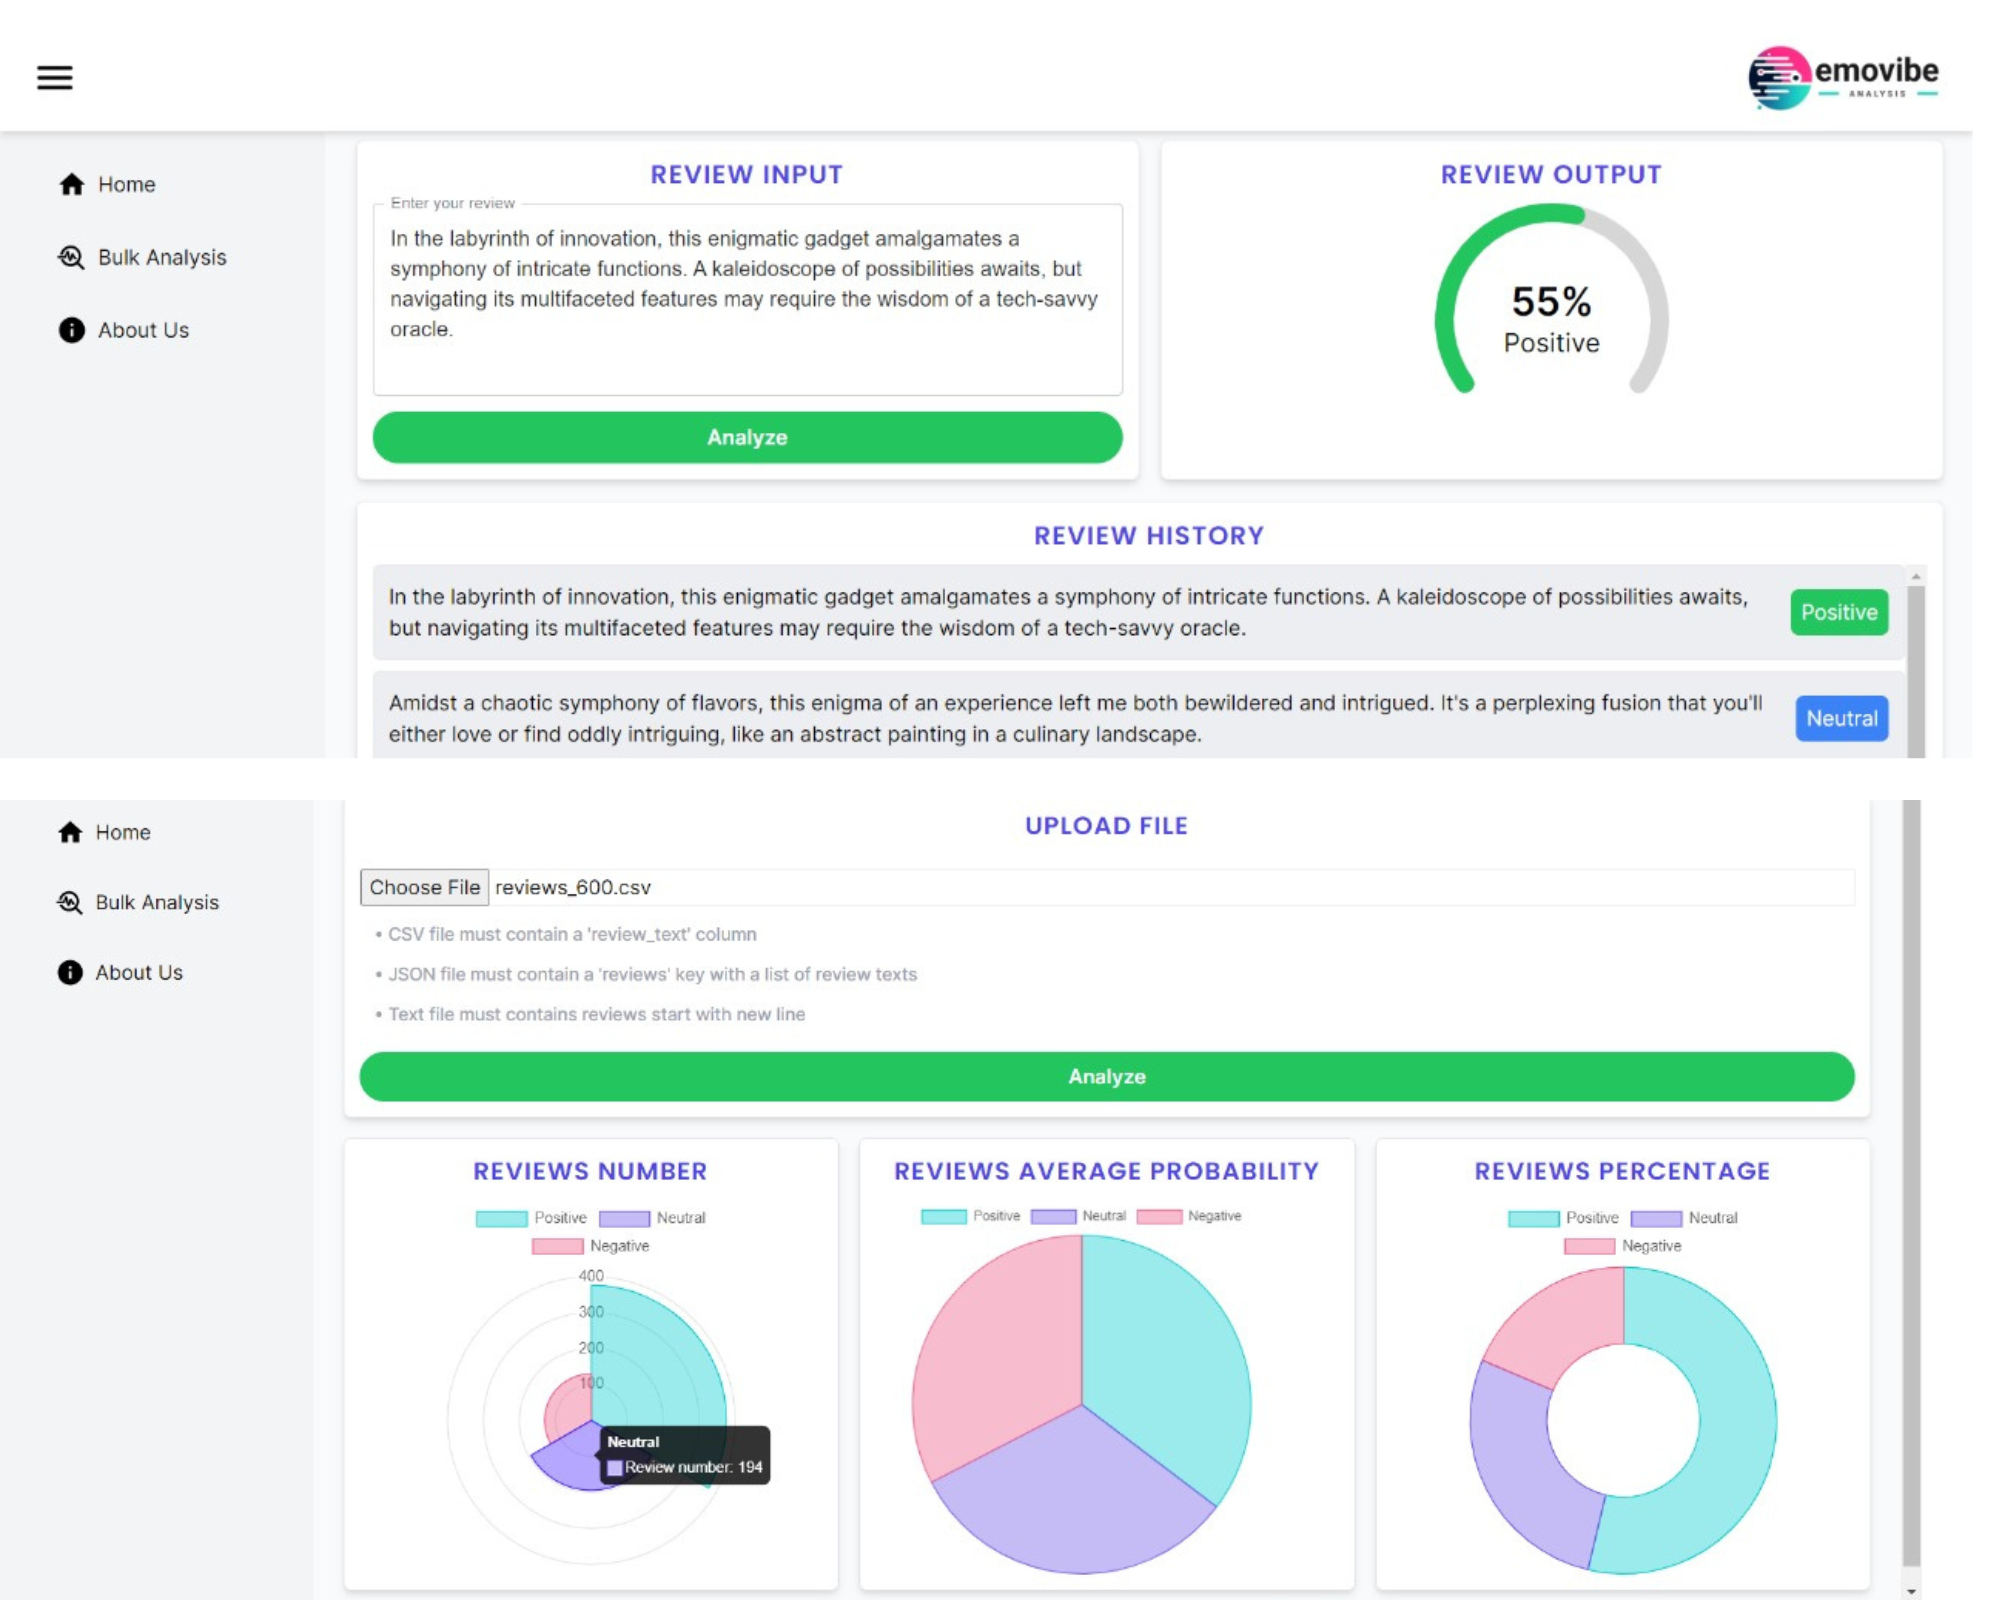 emovibe
ANALYSIS
Home
Bulk Analysis
About Us
REVIEW INPUT
Enter your review
In the labyrinth of innovation, this enigmatic gadget amalgamates a
symphony of intricate functions. A kaleidoscope of possibilities awaits, but
navigating its multifaceted features may require the wisdom of a tech-savvy
oracle.
Analyze
REVIEW OUTPUT
55%
Positive
REVIEW HISTORY
In the labyrinth of innovation, this enigmatic gadget amalgamates a symphony of intricate functions. A kaleidoscope of possibilities awaits,
but navigating its multifaceted features may require the wisdom of a tech-savvy oracle.
Positive
Amidst a chaotic symphony of flavors, this enigma of an experience left me both bewildered and intrigued. It's a perplexing fusion that you'll
either love or find oddly intriguing, like an abstract painting in a culinary landscape.
Neutral
Home
Bulk Analysis
About Us
UPLOAD FILE
Choose File reviews_600.csv
• CSV file must contain a 'review_text' column
• JSON file must contain a 'reviews' key with a list of review texts
• Text file must contains reviews start with new line
Analyze
REVIEWS NUMBER
Positive Neutral
Negative
400
300
200
100
Neutral
Review number: 194
REVIEWS AVERAGE PROBABILITY
Positive Neutral Negative
REVIEWS PERCENTAGE
Positive Neutral
Negative